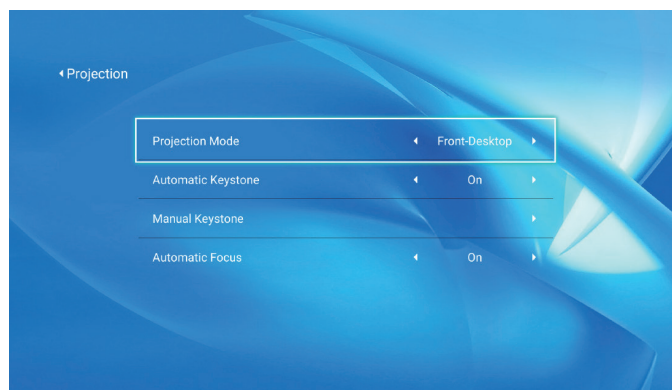 Projection
Projection Mode Front-Desktop
Automatic Keystone On
Manual Keystone
Automatic Focus On